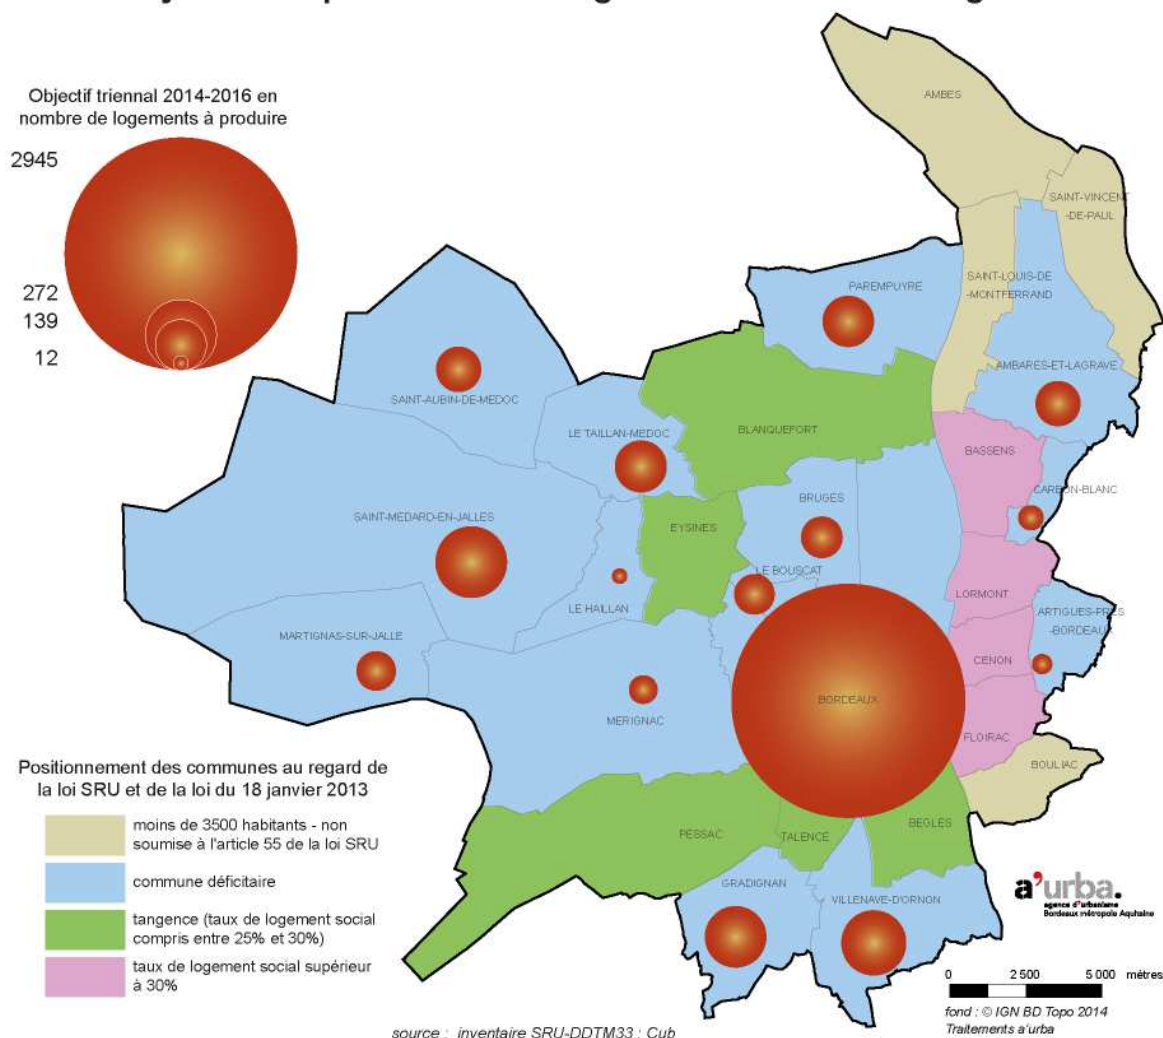 Objectif triennal 2014-2016 en
nombre de logements à produire
2945
272
139
12
AMBES
SAINT-VINCENT
-DE-PAUL
SAINT-LOUIS-DE
-MONTFERRAND
PAREMPUYRE
AMBARES-ET-LAGRAVE
SAINT-AUBIN-DE-MEDOC
LE TAILLAN-MEDOC
BLANQUEFORT
BASSENS
CARBON-BLANC
SAINT-MEDARD-EN-JALLES
EYSINES
BRUGES
LE BOUSCAT
LE HAILLAN
LORMONT
ARTIGUES-PRES
-BORDEAUX
MARTIGNAS-SUR-JALLE
CENON
MERIGNAC
BORDEAUX
FLOIRAC
BOULIAC
PESSAC
TALENCE
BEGLES
GRADIGNAN
VILLENAVE-D'ORNON
Positionnement des communes au regard de
la loi SRU et de la loi du 18 janvier 2013
moins de 3500 habitants - non
soumise à l'article 55 de la loi SRU
commune déficitaire
tangence (taux de logement social
compris entre 25% et 30%)
taux de logement social supérieur
à 30%
a'urba.
agence d'urbanisme
Bordeaux métropole Aquitaine
0 2 500 5 000 mètres
fond : © IGN BD Topo 2014
Traitements a'urba
source : inventaire SRU-DDTM33 ; Cub